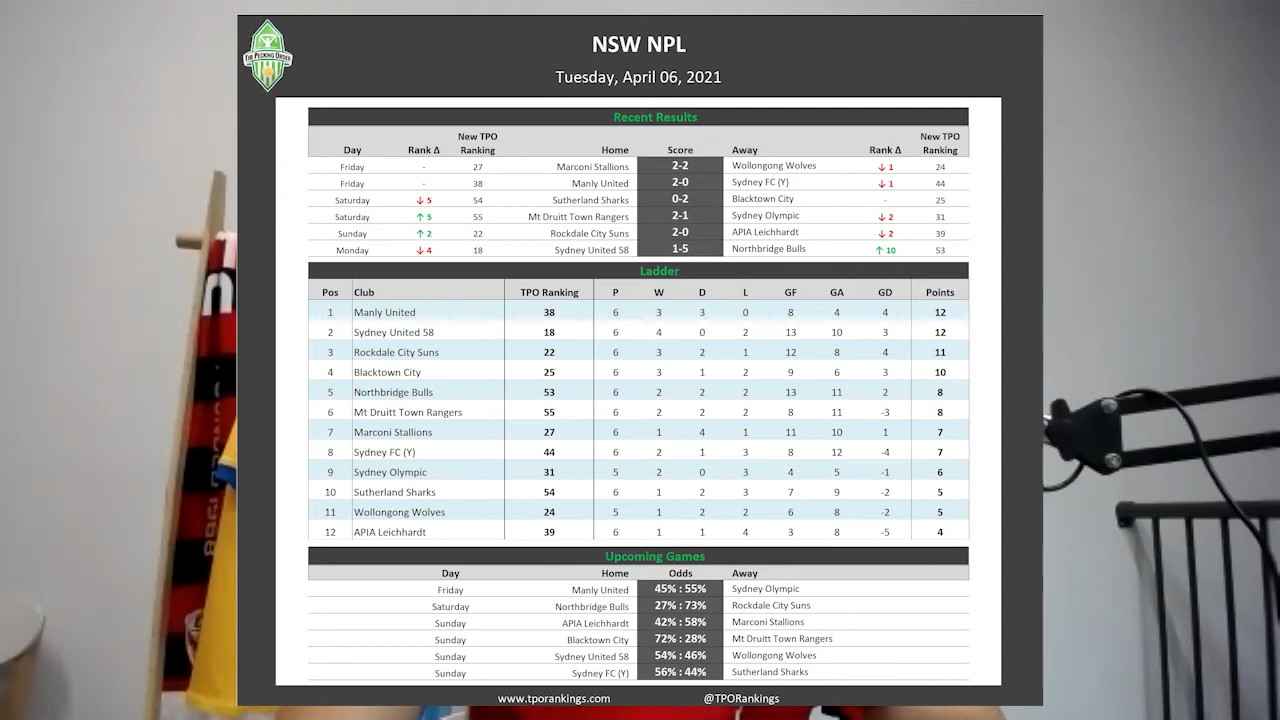 THE PECKING ORDER
NSW NPL
Tuesday, April 06, 2021
Recent Results
Day Rank Δ New TPO Ranking Home Score Away Rank Δ New TPO Ranking
Friday - 27 Marconi Stallions 2-2 Wollongong Wolves ↓ 1 24
Friday - 38 Manly United 2-0 Sydney FC (Y) ↓ 1 44
Saturday ↓ 5 54 Sutherland Sharks 0-2 Blacktown City - 25
Saturday ↑ 5 55 Mt Druitt Town Rangers 2-1 Sydney Olympic ↓ 2 31
Sunday ↑ 2 22 Rockdale City Suns 2-0 APIA Leichhardt ↓ 2 39
Monday ↓ 4 18 Sydney United 58 1-5 Northbridge Bulls ↑ 10 53
Ladder
Pos Club TPO Ranking P W D L GF GA GD Points
1 Manly United 38 6 3 3 0 8 4 4 12
2 Sydney United 58 18 6 4 0 2 13 10 3 12
3 Rockdale City Suns 22 6 3 2 1 12 8 4 11
4 Blacktown City 25 6 3 1 2 9 6 3 10
5 Northbridge Bulls 53 6 2 2 2 13 11 2 8
6 Mt Druitt Town Rangers 55 6 2 2 2 8 11 -3 8
7 Marconi Stallions 27 6 1 4 1 11 10 1 7
8 Sydney FC (Y) 44 6 2 1 3 8 12 -4 7
9 Sydney Olympic 31 5 2 0 3 4 5 -1 6
10 Sutherland Sharks 54 6 1 2 3 7 9 -2 5
11 Wollongong Wolves 24 5 1 2 2 6 8 -2 5
12 APIA Leichhardt 39 6 1 1 4 3 8 -5 4
Upcoming Games
Day Home Odds Away
Friday Manly United 45% : 55% Sydney Olympic
Saturday Northbridge Bulls 27% : 73% Rockdale City Suns
Sunday APIA Leichhardt 42% : 58% Marconi Stallions
Sunday Blacktown City 72% : 28% Mt Druitt Town Rangers
Sunday Sydney United 58 54% : 46% Wollongong Wolves
Sunday Sydney FC (Y) 56% : 44% Sutherland Sharks
www.tporankings.com @TPORankings